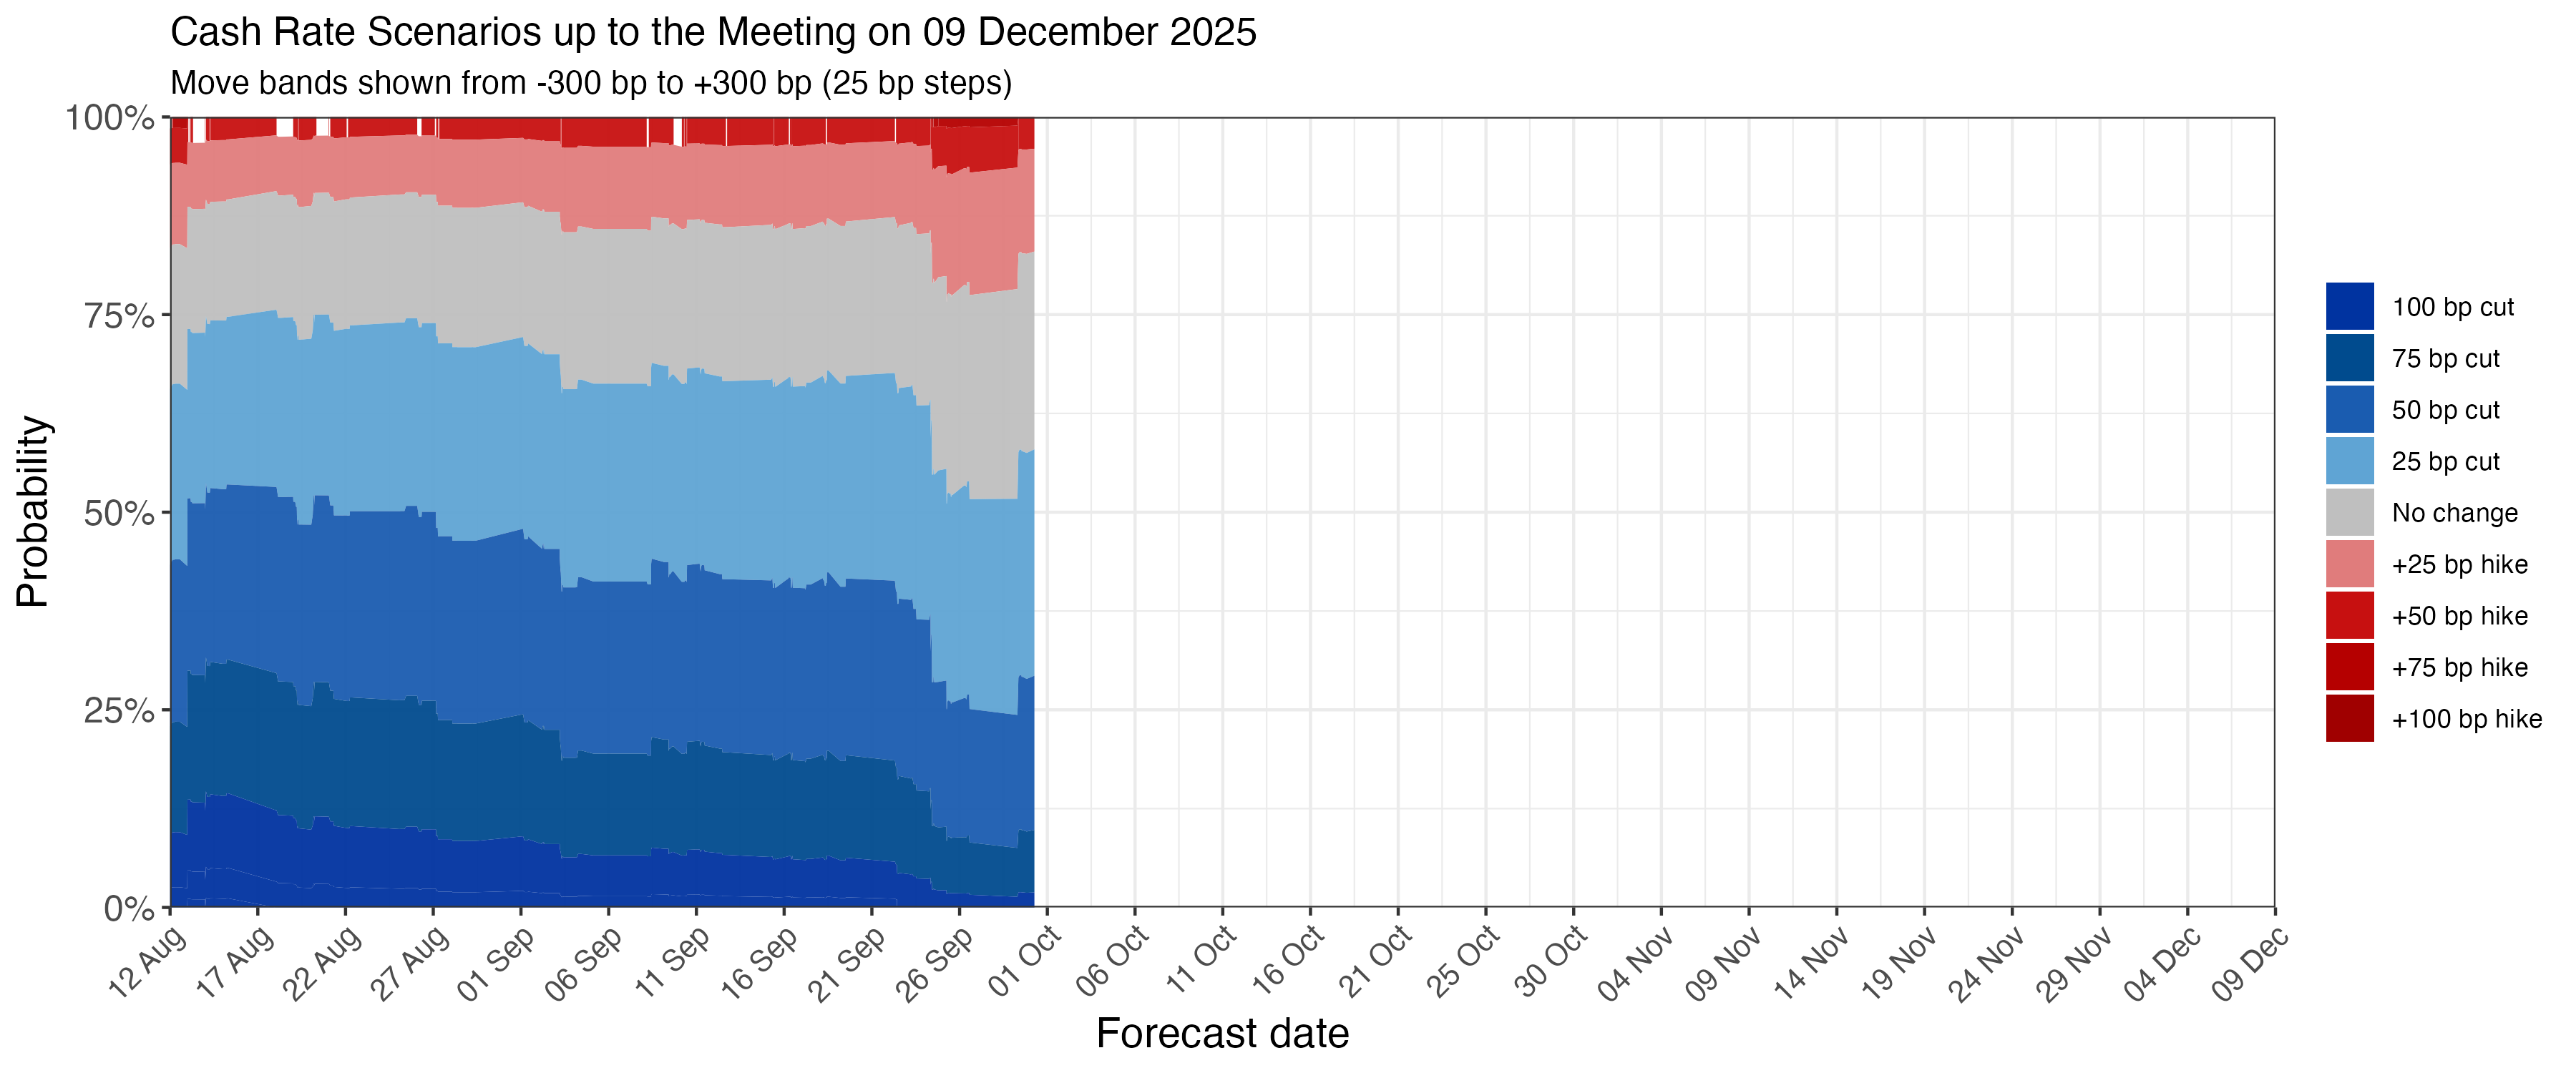 Cash Rate Scenarios up to the Meeting on 09 December 2025
Move bands shown from -300 bp to +300 bp (25 bp steps)
100%
75%
50%
25%
0%
Probability
12 Aug
17 Aug
22 Aug
27 Aug
01 Sep
06 Sep
11 Sep
16 Sep
21 Sep
26 Sep
01 Oct
06 Oct
11 Oct
16 Oct
21 Oct
25 Oct
30 Oct
04 Nov
09 Nov
14 Nov
19 Nov
24 Nov
29 Nov
04 Dec
09 Dec
Forecast date
100 bp cut
75 bp cut
50 bp cut
25 bp cut
No change
+25 bp hike
+50 bp hike
+75 bp hike
+100 bp hike